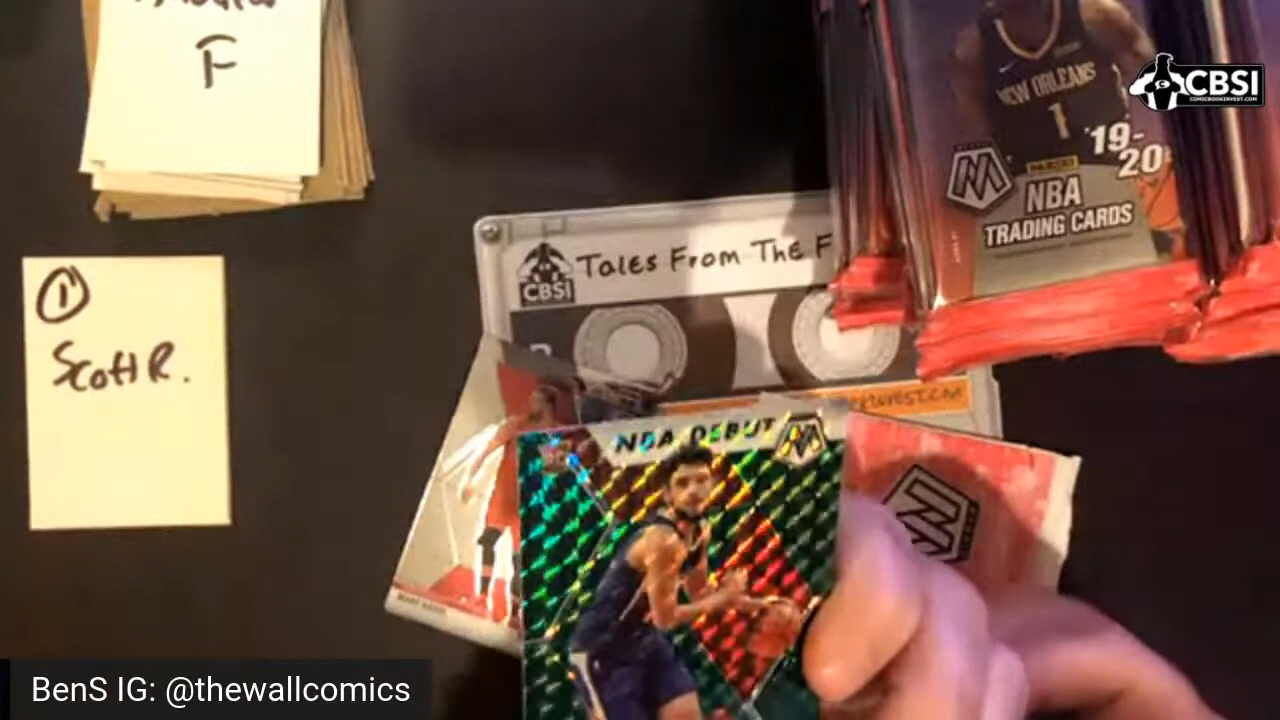 F
CBSI
COMICBOOKINVEST.COM
NEW ORLEANS
1
'19-
20
PANINI
NBA
TRADING CARDS
Tales From The F
CBSI
1
Scott R.
NBA DEBUT
BenS IG: @thewallcomics